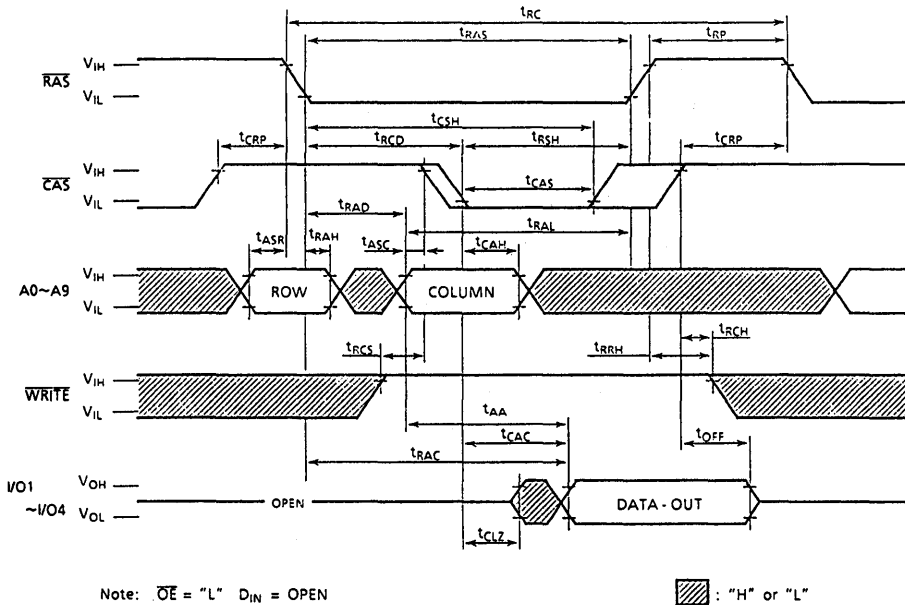 tRC
tRAS
tRP
RAS
VIH
VIL
tCSH
tCRP
tRCD
tRSH
tCRP
CAS
VIH
VIL
tCAS
tRAD
tRAL
tASR
tRAH
tASC
tCAH
A0~A9
VIH
VIL
ROW
COLUMN
tRCS
tRRH
tRCH
WRITE
VIH
VIL
tAA
tCAC
tOFF
tRAC
I/O1
~I/O4
VOH
VOL
OPEN
DATA - OUT
tCLZ
Note: OE = "L" DIN = OPEN
: "H" or "L"